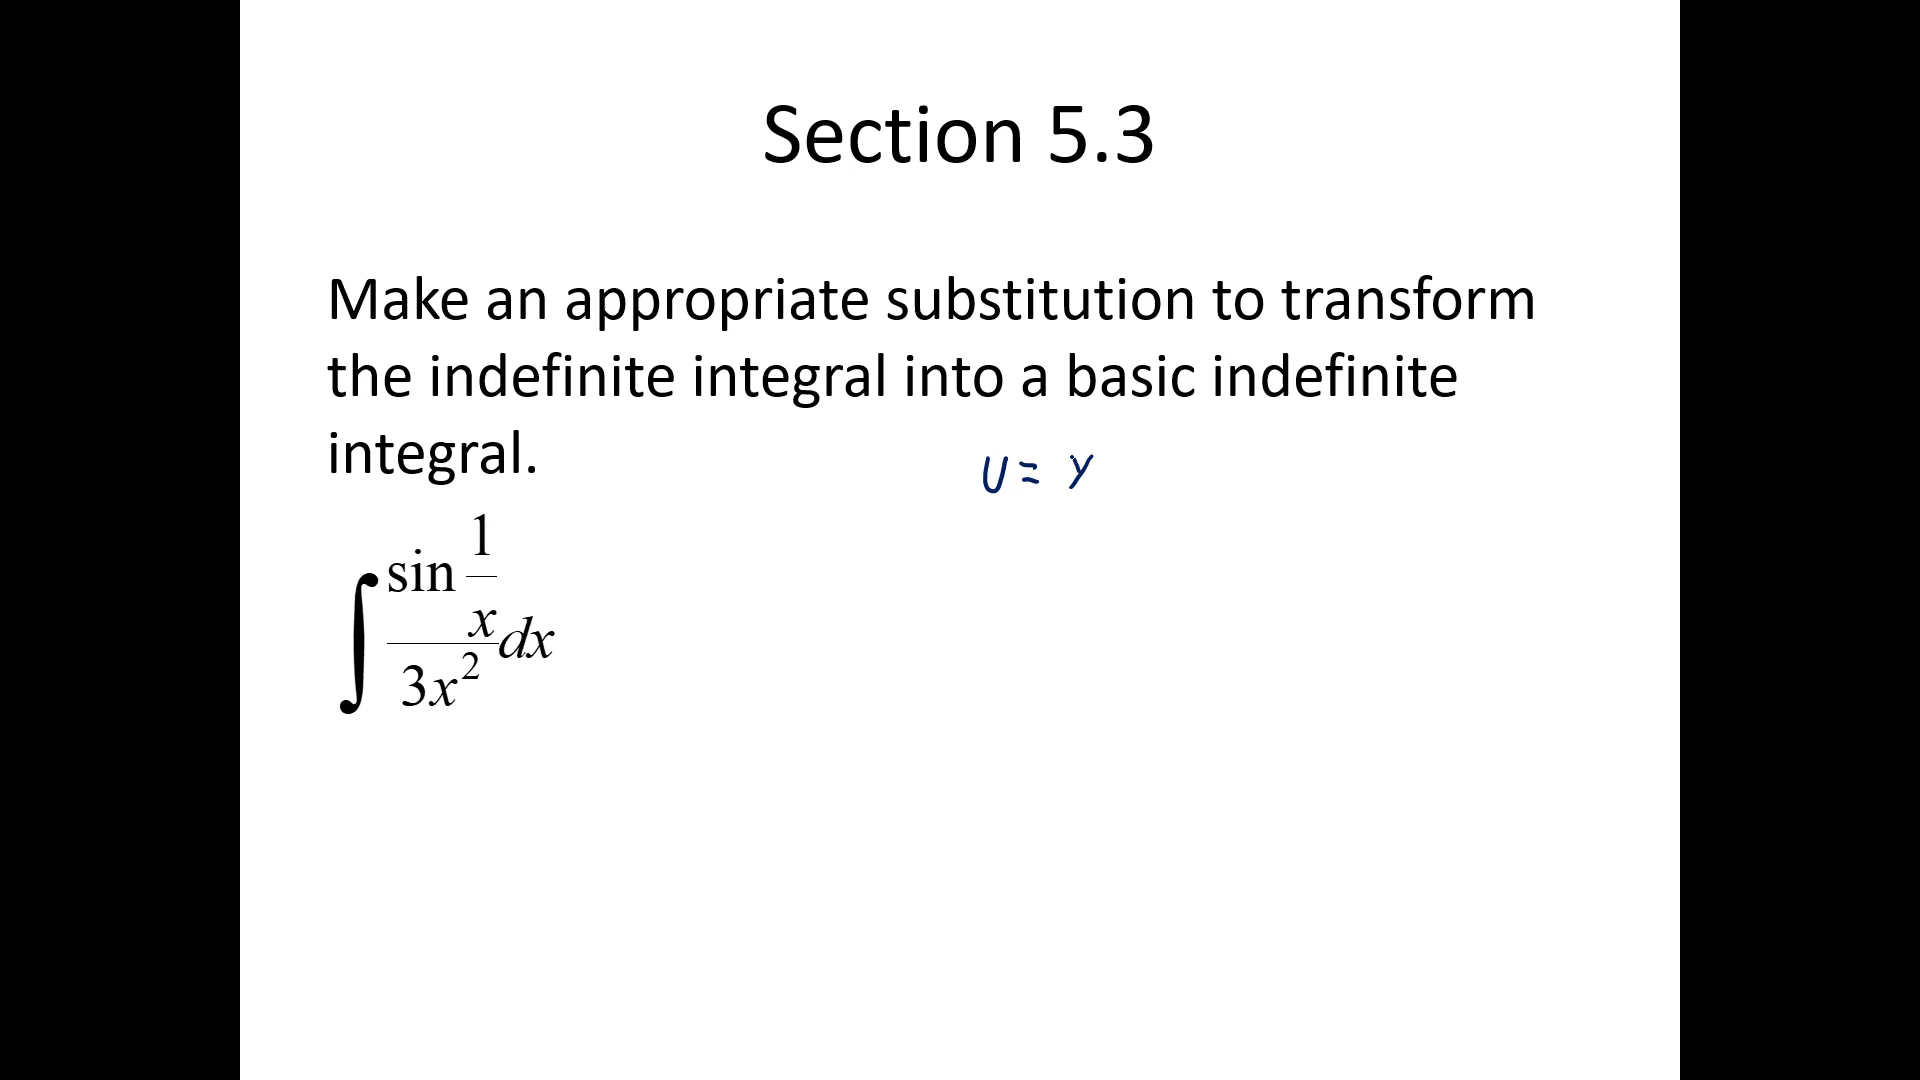 Section 5.3
Make an appropriate substitution to transform
the indefinite integral into a basic indefinite
integral.
U = x
∫ sin 1/x / 3x² dx